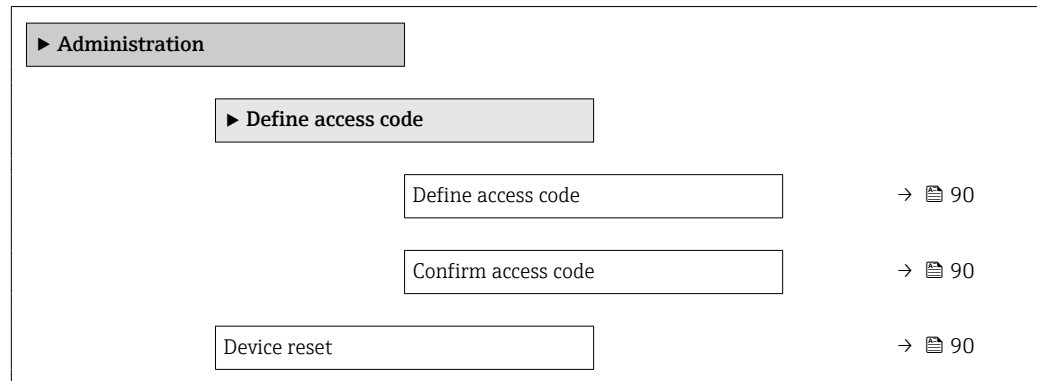 ▶ Administration
▶ Define access code
Define access code → 90
Confirm access code → 90
Device reset → 90